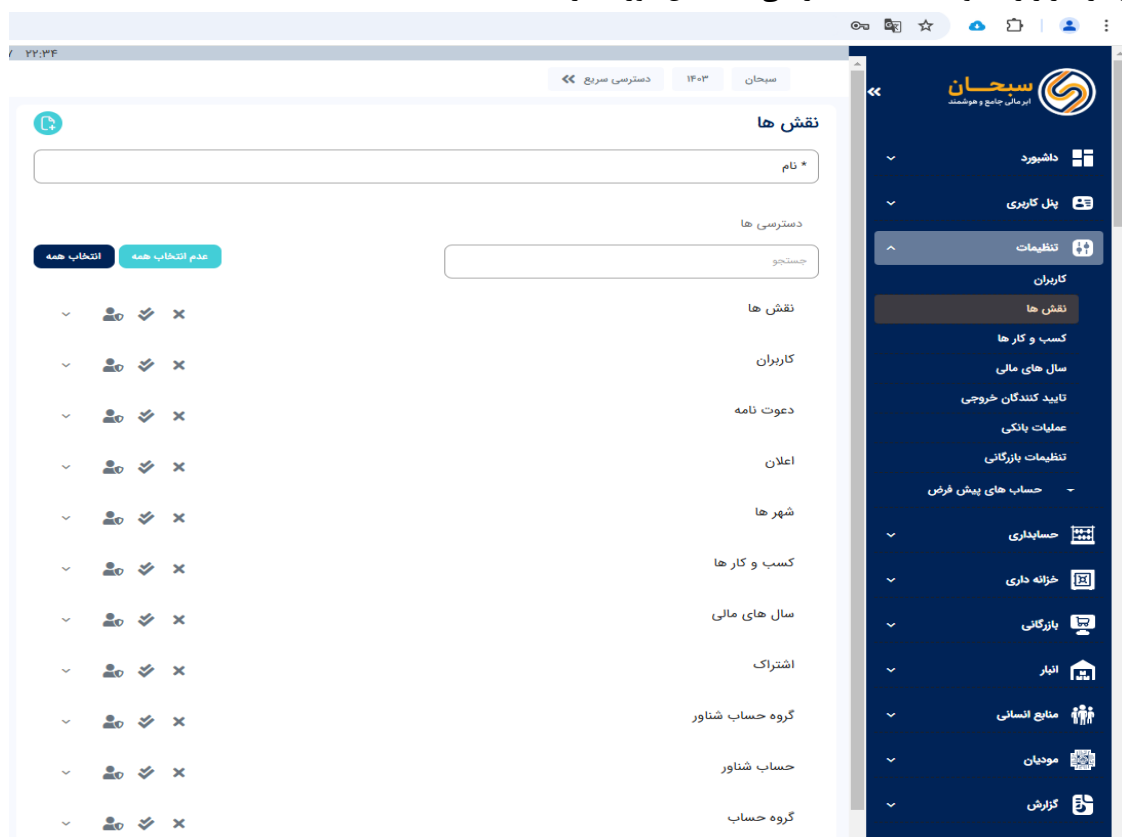 ۲۲:۳۴
سبحان
ابر مالی جامع و هوشمند
داشبورد
پنل کاربری
تنظیمات
کاربران
نقش ها
کسب و کار ها
سال های مالی
تایید کنندگان خروجی
عملیات بانکی
تنظیمات بازرگانی
حساب های پیش فرض
حسابداری
خزانه داری
بازرگانی
انبار
منابع انسانی
مودیان
گزارش
سبحان ۱۴۰۳ دسترسی سریع
نقش ها
* نام
دسترسی ها
جستجو
عدم انتخاب همه انتخاب همه
نقش ها
کاربران
دعوت نامه
اعلان
شهر ها
کسب و کار ها
سال های مالی
اشتراک
گروه حساب شناور
حساب شناور
گروه حساب